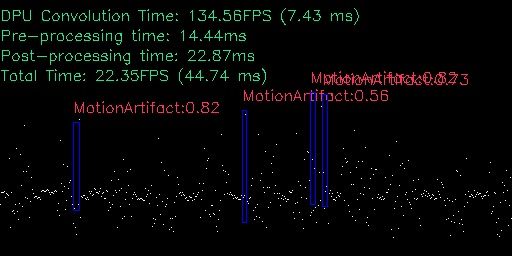 DPU Convolution Time: 134.56FPS (7.43 ms)
Pre-processing time: 14.44ms
Post-processing time: 22.87ms
Total Time: 22.35FPS (44.74 ms)
MotionArtifact:0.82
MotionArtifact:0.73
MotionArtifact:0.56
MotionArtifact:0.82